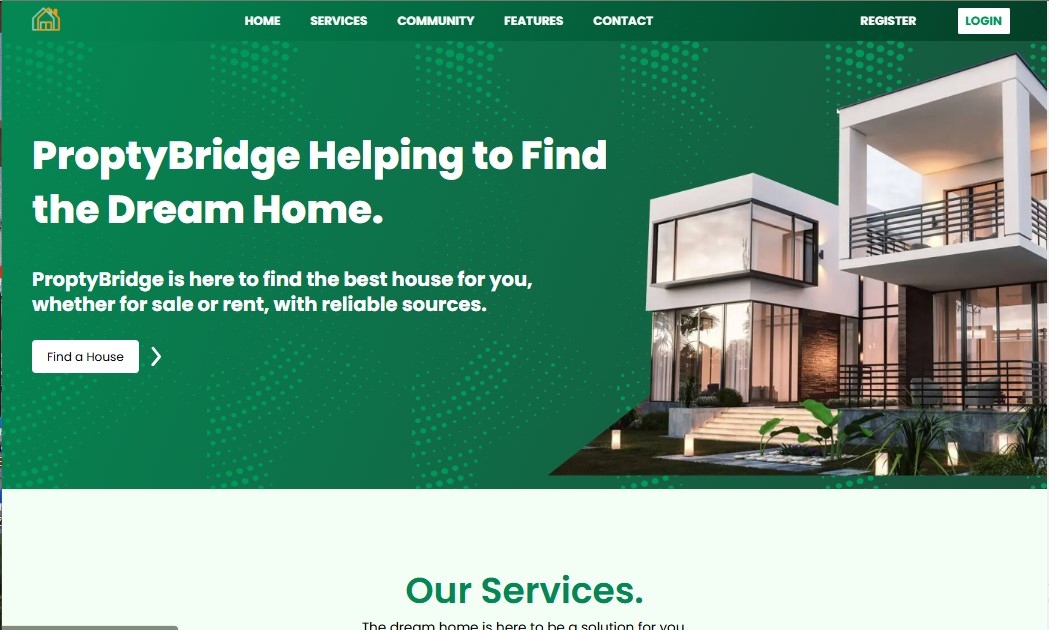 HOME SERVICES COMMUNITY FEATURES CONTACT REGISTER LOGIN
ProptyBridge Helping to Find
the Dream Home.
ProptyBridge is here to find the best house for you,
whether for sale or rent, with reliable sources.
Find a House
Our Services.
The dream home is here to be a solution for you